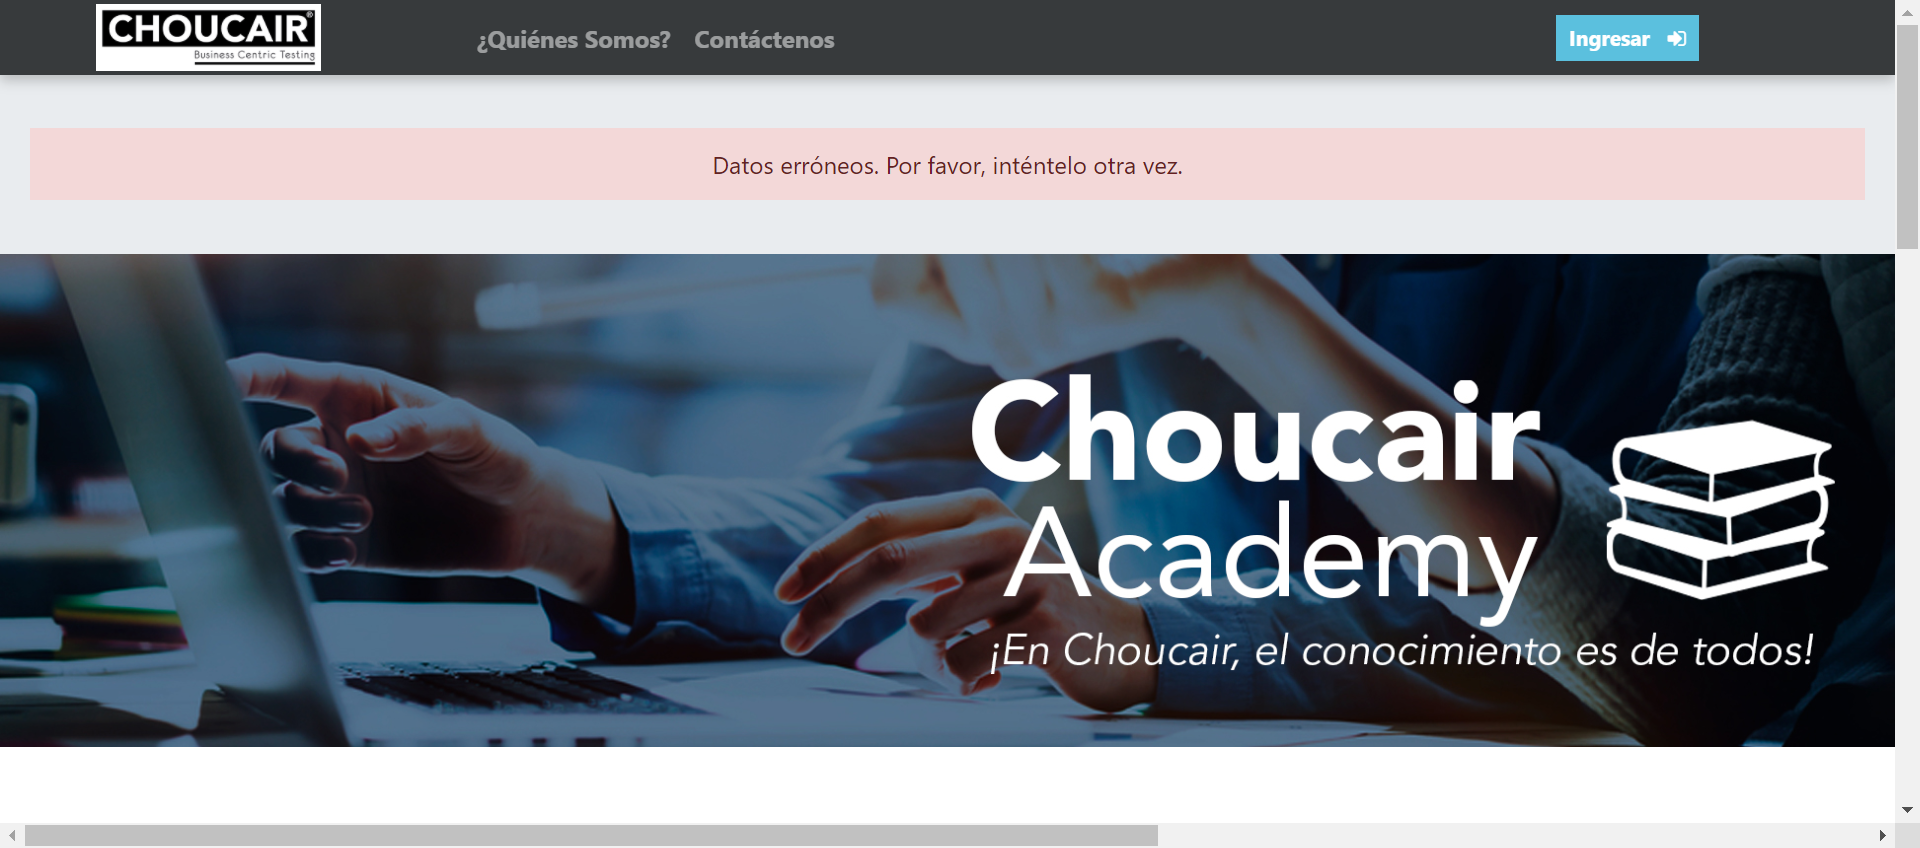 CHOUCAIR®
Business Centric Testing
¿Quiénes Somos?
Contáctenos
Ingresar
Datos erróneos. Por favor, inténtelo otra vez.
Choucair
Academy
¡En Choucair, el conocimiento es de todos!